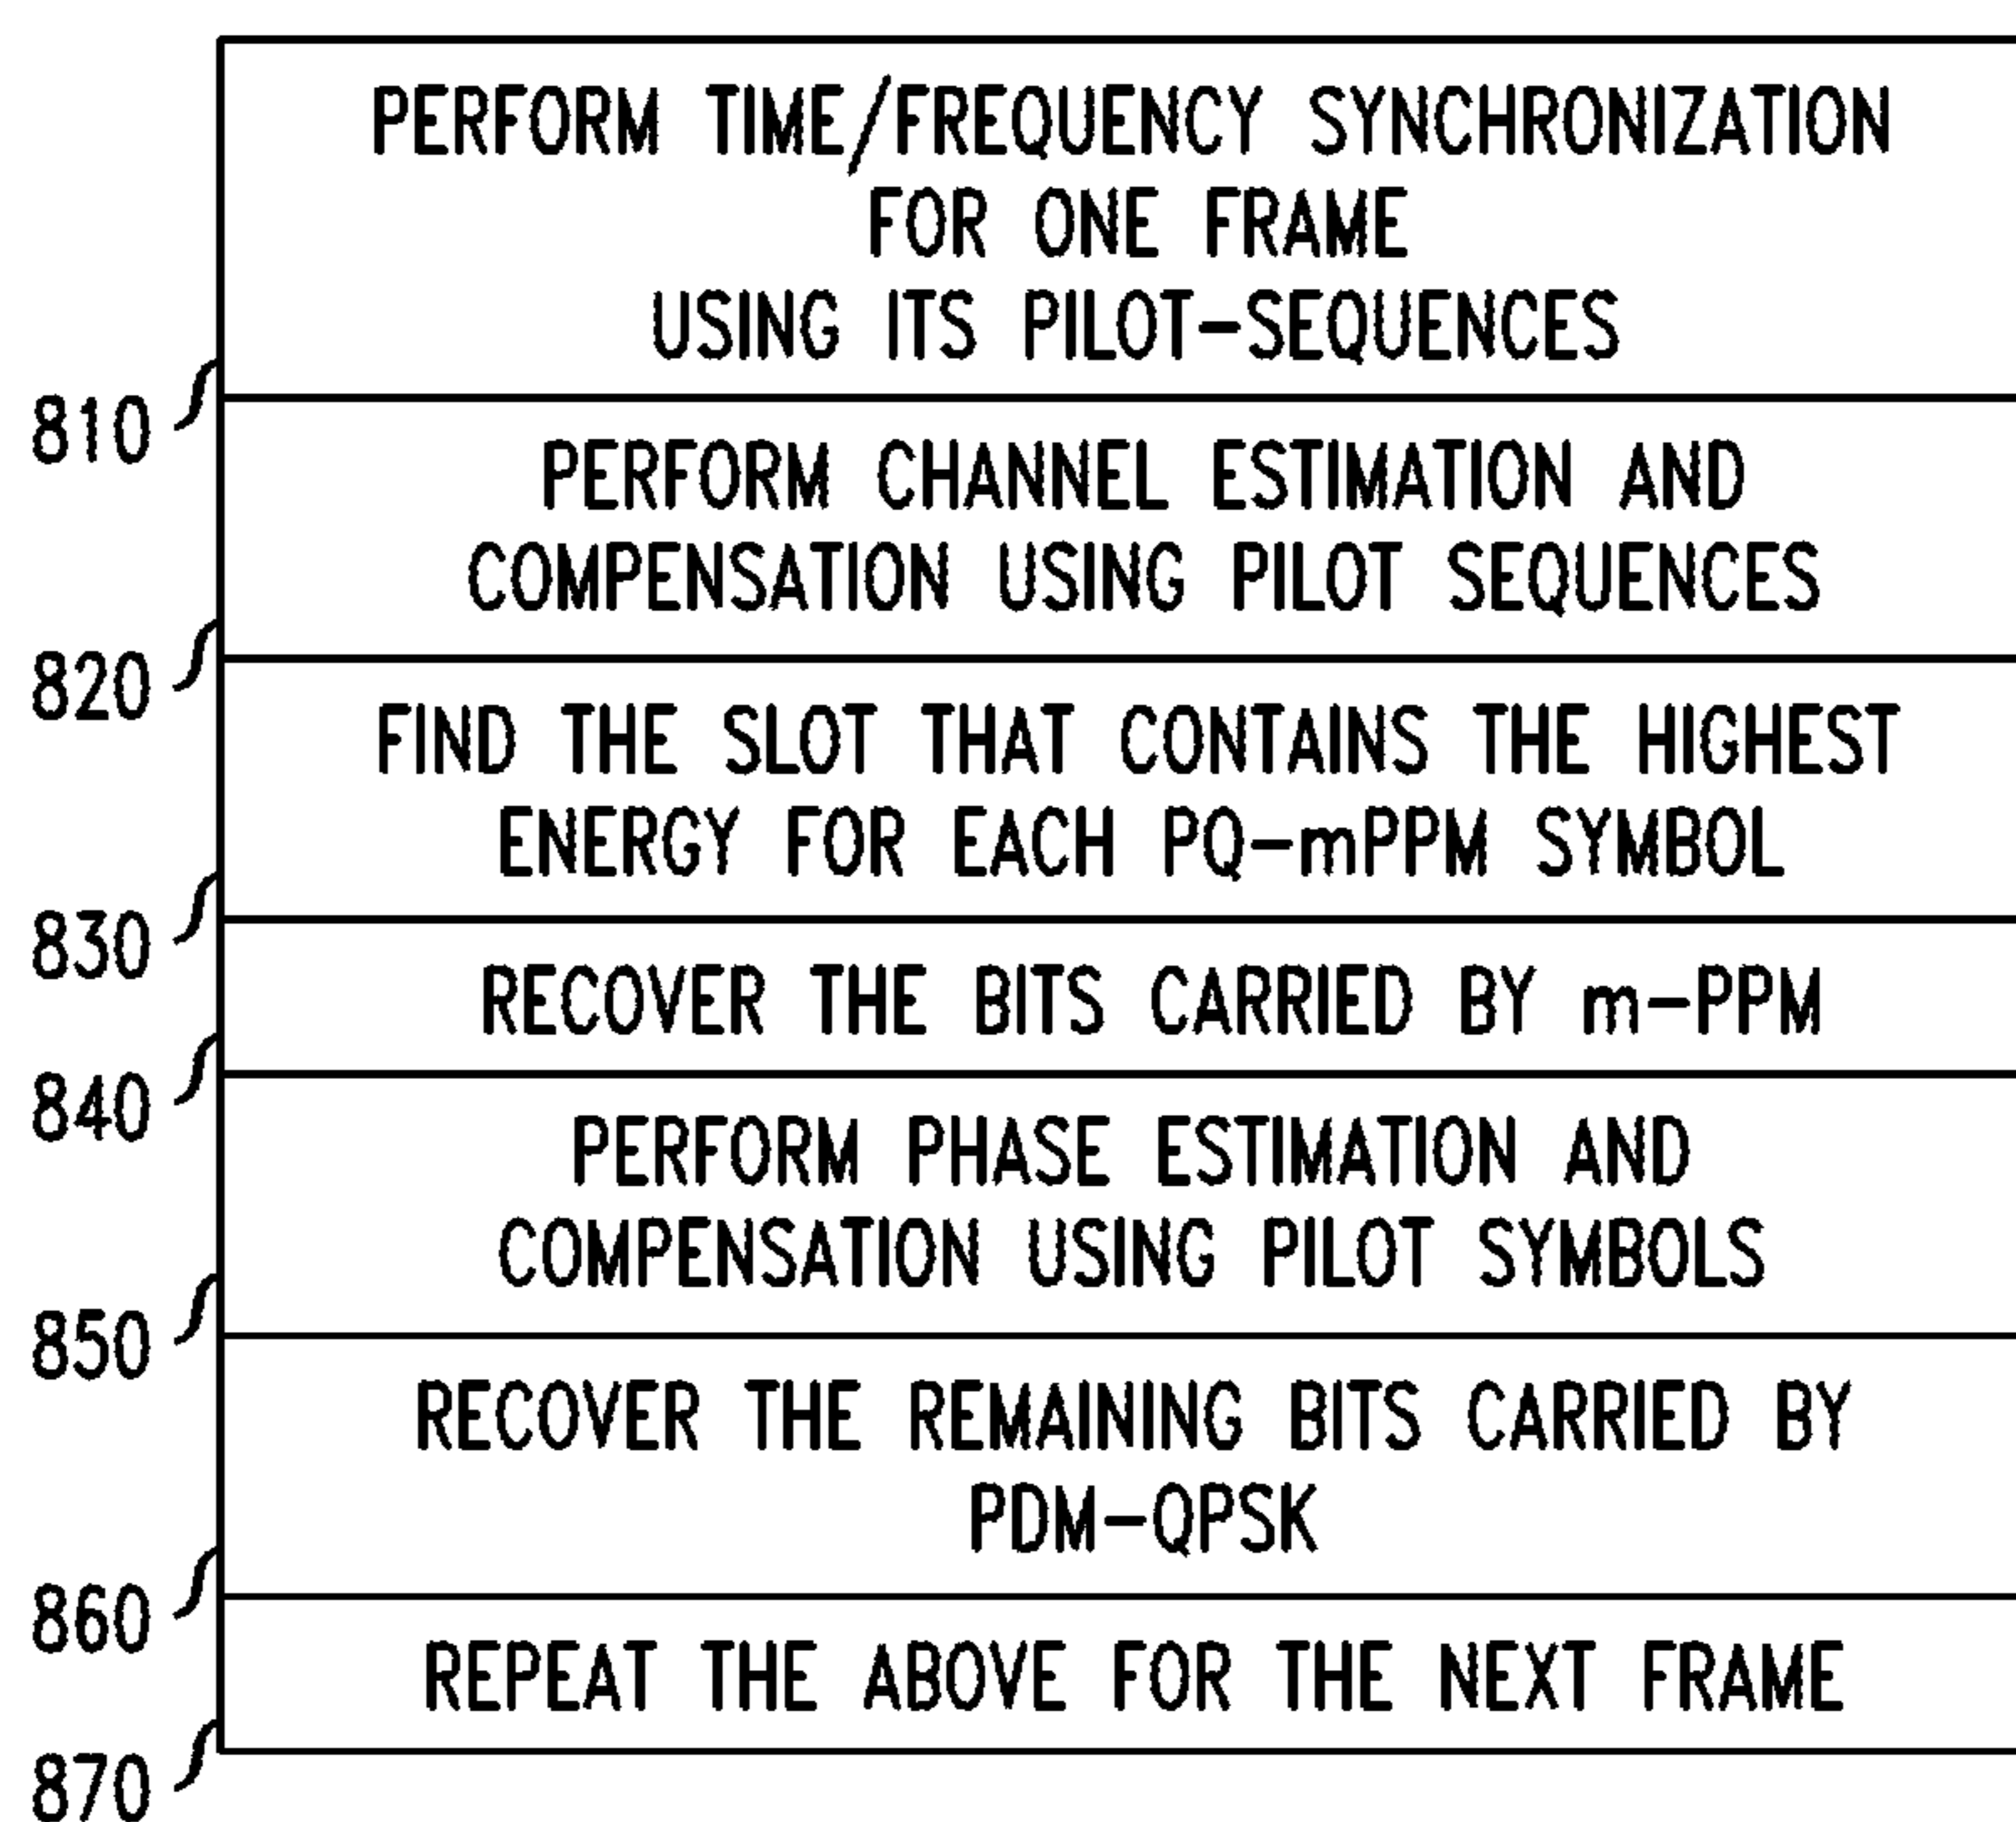 PERFORM TIME/FREQUENCY SYNCHRONIZATION
FOR ONE FRAME
USING ITS PILOT-SEQUENCES
810
PERFORM CHANNEL ESTIMATION AND
COMPENSATION USING PILOT SEQUENCES
820
FIND THE SLOT THAT CONTAINS THE HIGHEST
ENERGY FOR EACH PQ-mPPM SYMBOL
830
RECOVER THE BITS CARRIED BY m-PPM
840
PERFORM PHASE ESTIMATION AND
COMPENSATION USING PILOT SYMBOLS
850
RECOVER THE REMAINING BITS CARRIED BY
PDM-QPSK
860
REPEAT THE ABOVE FOR THE NEXT FRAME
870